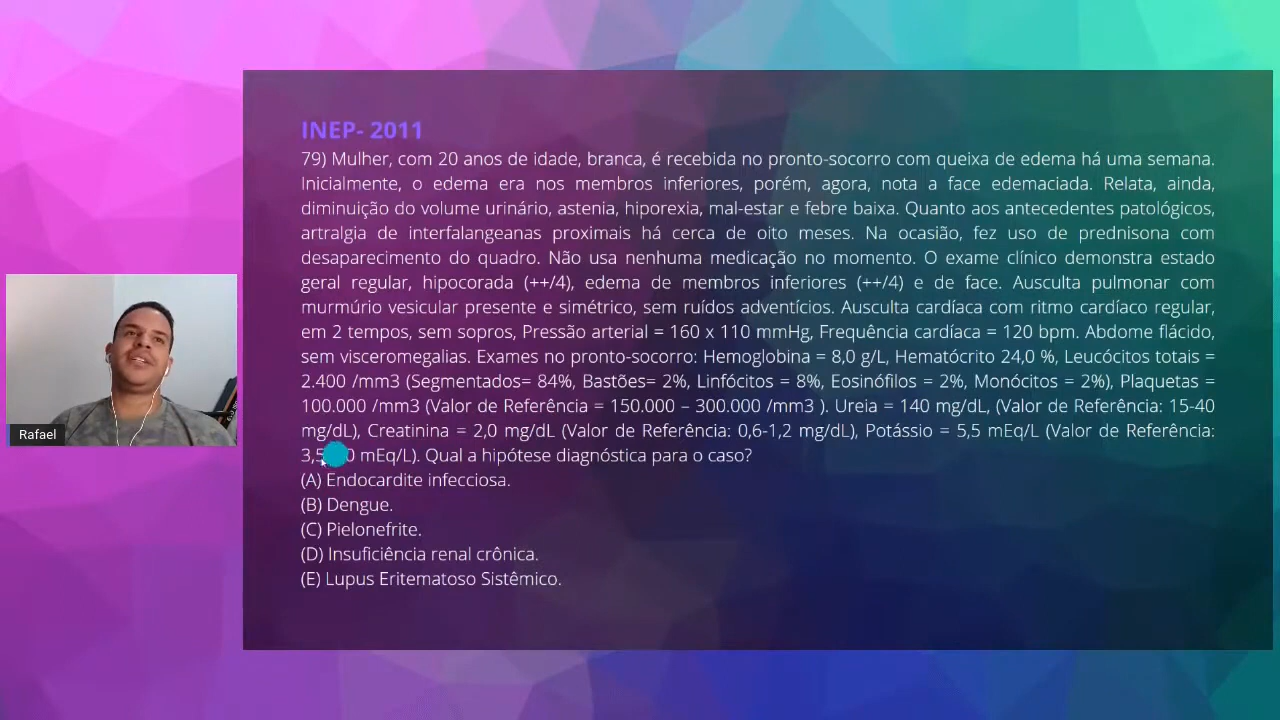 INEP- 2011
79) Mulher, com 20 anos de idade, branca, é recebida no pronto-socorro com queixa de edema há uma semana.
Inicialmente, o edema era nos membros inferiores, porém, agora, nota a face edemaciada. Relata, ainda,
diminuição do volume urinário, astenia, hiporexia, mal-estar e febre baixa. Quanto aos antecedentes patológicos,
artralgia de interfalangeanas proximais há cerca de oito meses. Na ocasião, fez uso de prednisona com
desaparecimento do quadro. Não usa nenhuma medicação no momento. O exame clínico demonstra estado
geral regular, hipocorada (++/4), edema de membros inferiores (++/4) e de face. Ausculta pulmonar com
murmúrio vesicular presente e simétrico, sem ruídos adventícios. Ausculta cardíaca com ritmo cardíaco regular,
em 2 tempos, sem sopros, Pressão arterial = 160 x 110 mmHg, Frequência cardíaca = 120 bpm. Abdome flácido,
sem visceromegalias. Exames no pronto-socorro: Hemoglobina = 8,0 g/L, Hematócrito 24,0 %, Leucócitos totais =
2.400 /mm3 (Segmentados= 84%, Bastões= 2%, Linfócitos = 8%, Eosinófilos = 2%, Monócitos = 2%), Plaquetas =
100.000 /mm3 (Valor de Referência = 150.000 – 300.000 /mm3 ). Ureia = 140 mg/dL, (Valor de Referência: 15-40
mg/dL), Creatinina = 2,0 mg/dL (Valor de Referência: 0,6-1,2 mg/dL), Potássio = 5,5 mEq/L (Valor de Referência:
mEq/L). Qual a hipótese diagnóstica para o caso?
(A) Endocardite infecciosa.
(B) Dengue.
(C) Pielonefrite.
(D) Insuficiência renal crônica.
(E) Lupus Eritematoso Sistêmico.
Rafael